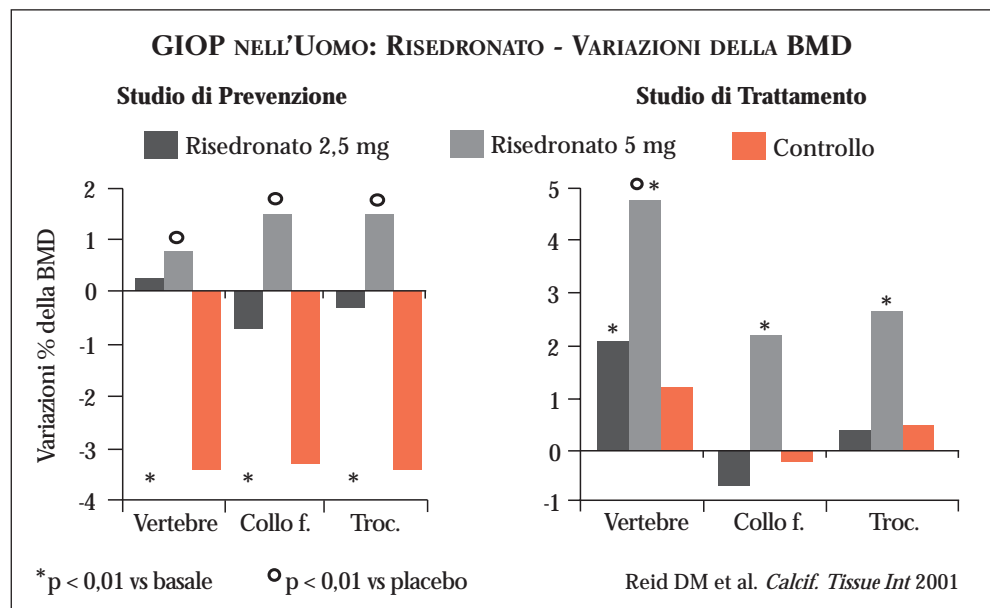 GIOP NELL'UOMO: RISEDRONATO - VARIAZIONI DELLA BMD
Studio di Prevenzione
Studio di Trattamento
Risedronato 2,5 mg
Risedronato 5 mg
Controllo
Variazioni % della BMD
2
1
0
-1
-2
-3
-4
*
*
*
Vertebre
Collo f.
Troc.
5
4
3
2
1
0
-1
*
*
*
*
Vertebre
Collo f.
Troc.
*p < 0,01 vs basale
°p < 0,01 vs placebo
Reid DM et al. Calcif. Tissue Int 2001